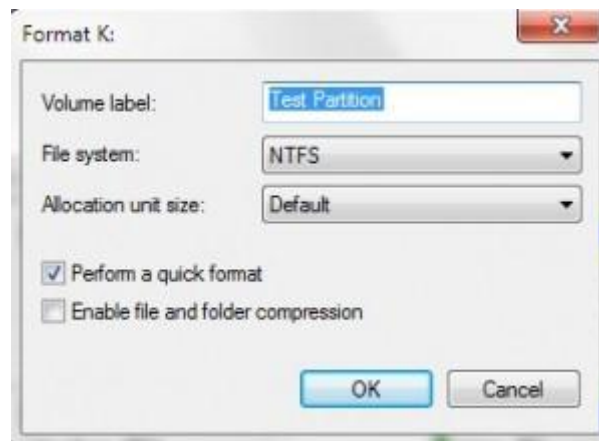 Format K:
Volume label: Test Partition
File system: NTFS
Allocation unit size: Default
Perform a quick format
Enable file and folder compression
OK Cancel